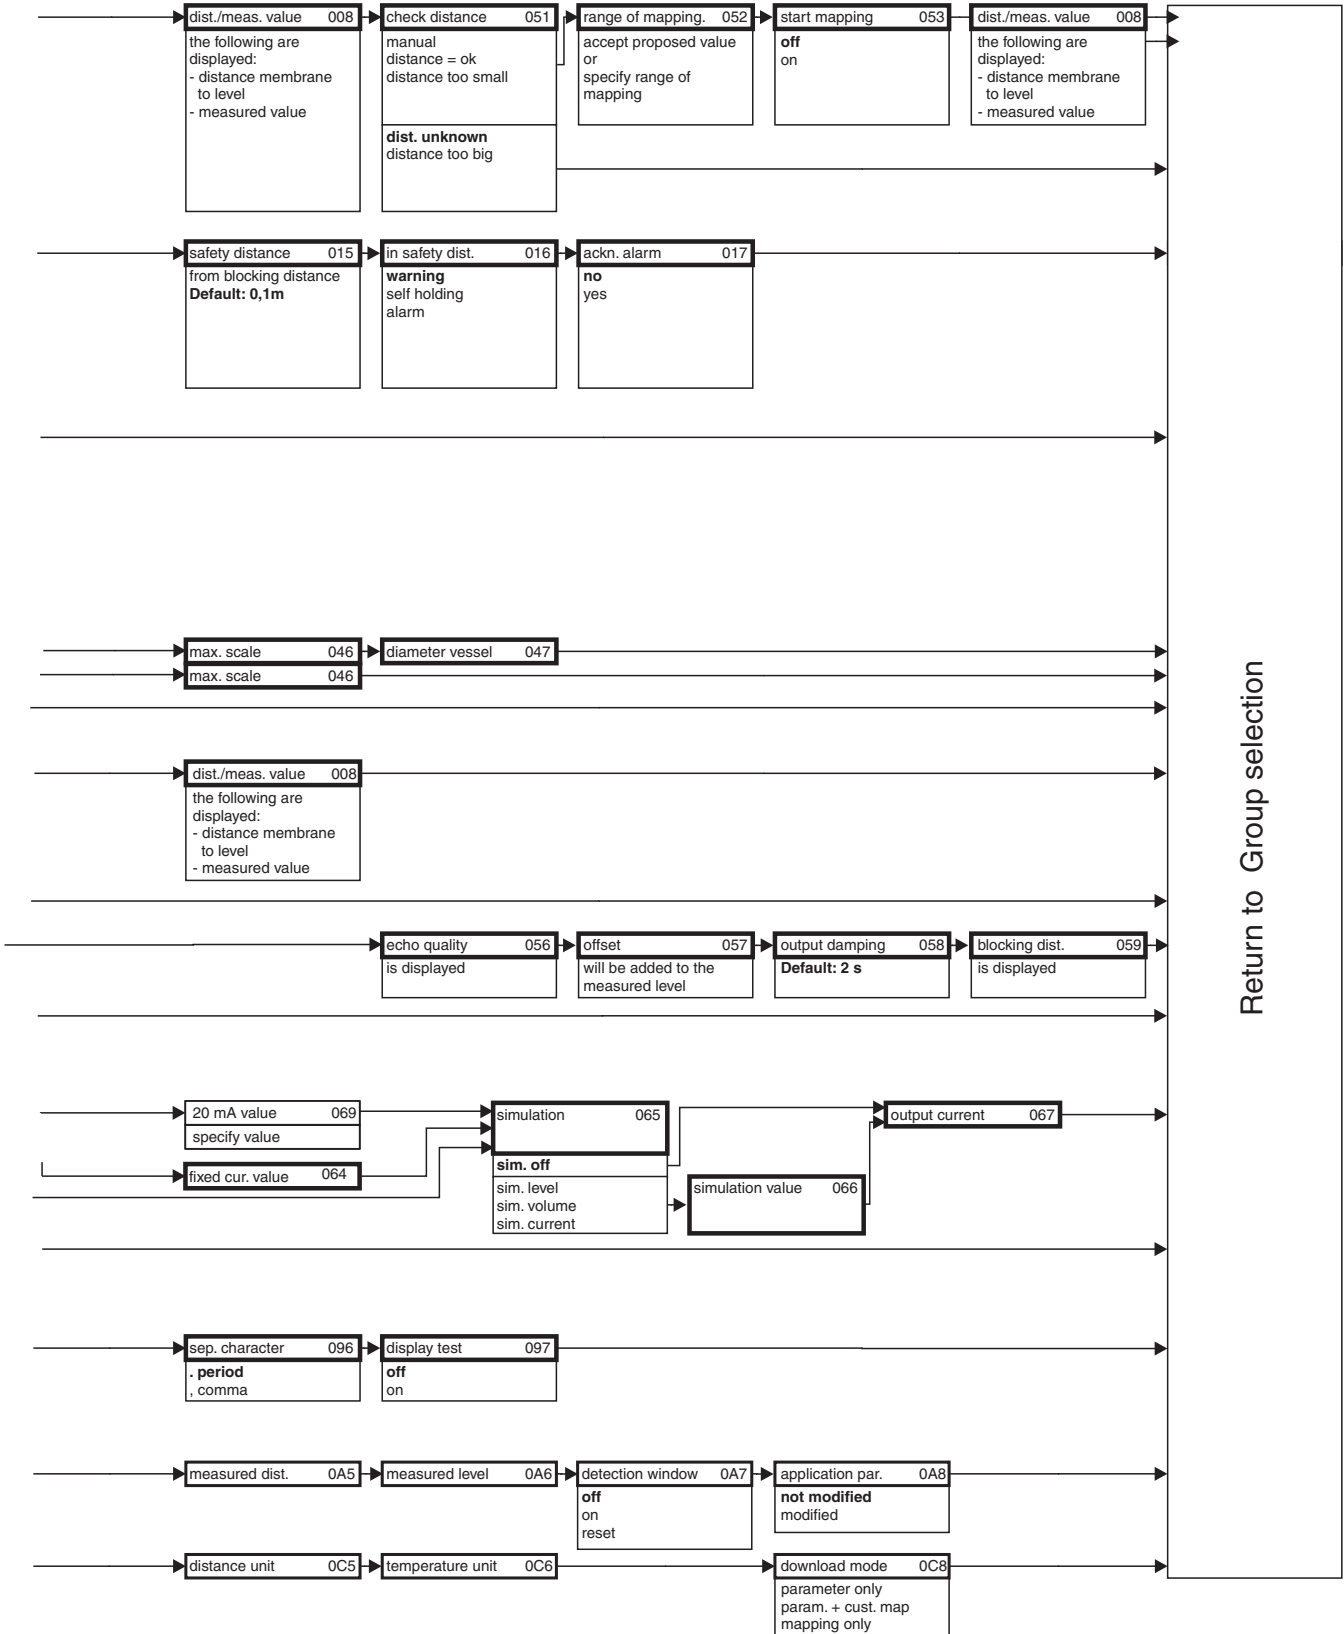 dist./meas. value 008
the following are
displayed:
- distance membrane
to level
- measured value
check distance 051
manual
distance = ok
distance too small
dist. unknown
distance too big
range of mapping. 052
accept proposed value
or
specify range of
mapping
start mapping 053
off
on
dist./meas. value 008
the following are
displayed:
- distance membrane
to level
- measured value
safety distance 015
from blocking distance
Default: 0,1m
in safety dist. 016
warning
self holding
alarm
ackn. alarm 017
no
yes
max. scale 046
diameter vessel 047
max. scale 046
dist./meas. value 008
the following are
displayed:
- distance membrane
to level
- measured value
echo quality 056
is displayed
offset 057
will be added to the
measured level
output damping 058
Default: 2 s
blocking dist. 059
is displayed
20 mA value 069
specify value
fixed cur. value 064
simulation 065
sim. off
sim. level
sim. volume
sim. current
simulation value 066
output current 067
sep. character 096
. period
, comma
display test 097
off
on
measured dist. 0A5
measured level 0A6
detection window 0A7
off
on
reset
application par. 0A8
not modified
modified
distance unit 0C5
temperature unit 0C6
download mode 0C8
parameter only
param. + cust. map
mapping only
Return to Group selection